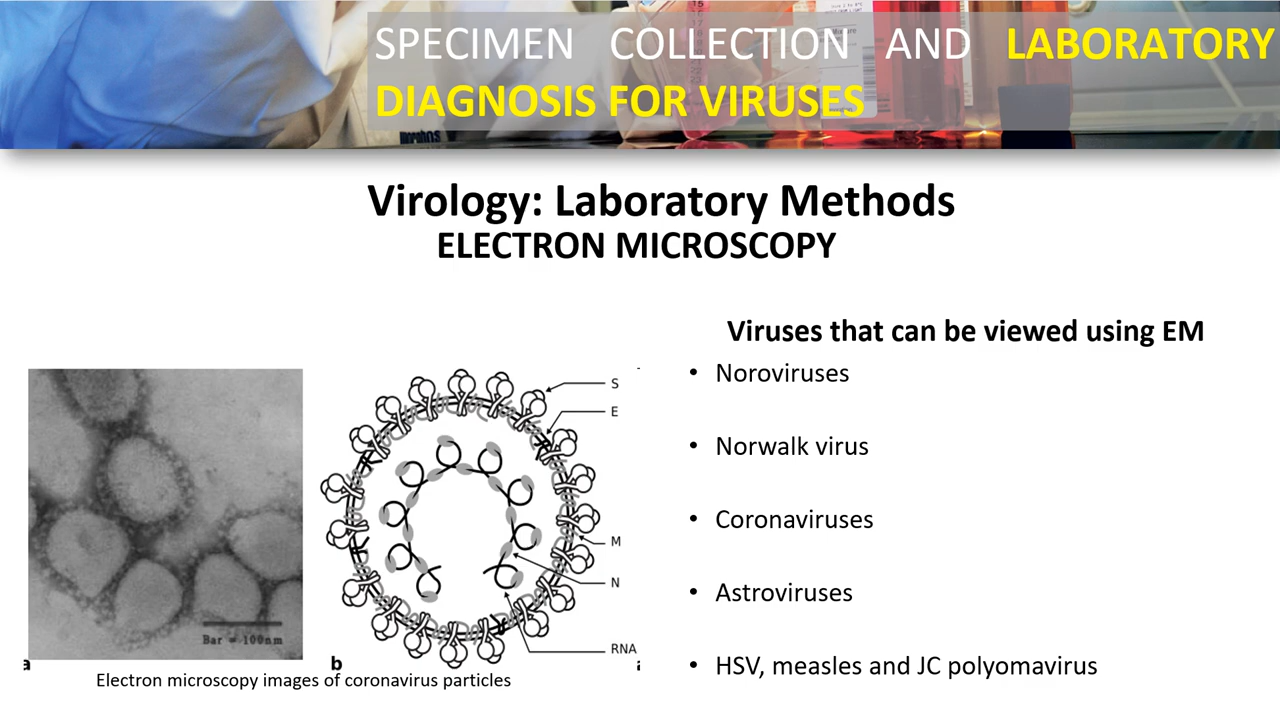 SPECIMEN COLLECTION AND LABORATORY
DIAGNOSIS FOR VIRUSES
Virology: Laboratory Methods
ELECTRON MICROSCOPY
Bar = 100nm
a
S
E
M
N
RNA
b
Electron microscopy images of coronavirus particles
Viruses that can be viewed using EM
• Noroviruses
• Norwalk virus
• Coronaviruses
• Astroviruses
• HSV, measles and JC polyomavirus